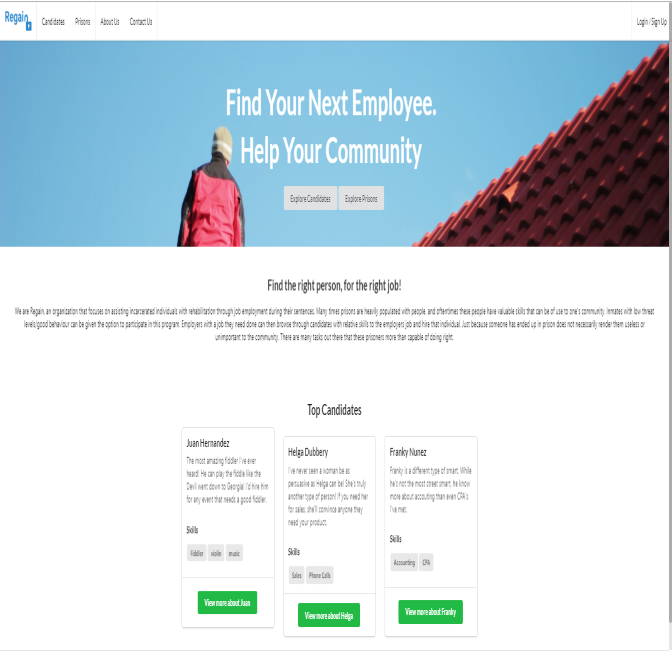 Regain
Candidates
Prisons
About Us
Contact Us
Login / Sign Up
Find Your Next Employee.
Help Your Community
Explore Candidates
Explore Prisons
Find the right person, for the right job!
We are Regain, an organization that focuses on assisting incarcerated individuals with rehabilitation through job employment during their sentences. Many times prisons are heavily populated with people, and oftentimes these people have valuable skills that can be of use to one's community. Inmates with low threat
levels/good behaviour can be given the option to participate in this program. Employers with a job they need done can then browse through candidates with relative skills to the employers job and hire that individual. Just because someone has ended up in prison does not necessarily render them useless or
unimportant to the community. There are many tasks out there that these prisoners more than capable of doing right.
Top Candidates
Juan Hernandez
The most amazing fiddler I've ever
heard! He can play the fiddle like the
Devil went down to Georgia! I'd hire him
for any event that needs a good fiddler.
Skills
Fiddler
violin
music
View more about Juan
Helga Dubbery
I've never seen a woman be as
persuasive as Helga can be! She's truly
another type of person! If you need her
for sales, she'll convince anyone they
need your product.
Skills
Sales
Phone Calls
View more about Helga
Franky Nunez
Franky is a different type of smart. While
he's not the most street smart, he know
more about accouting than even CPA's
I've met.
Skills
Accounting
CPA
View more about Franky